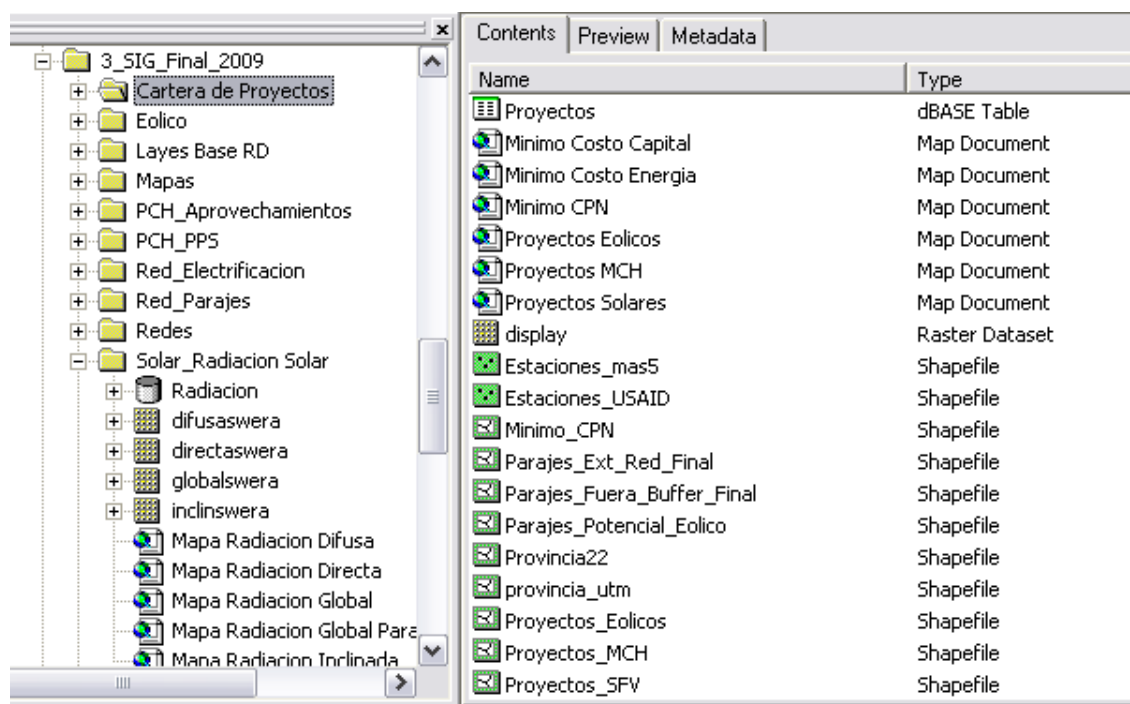 3_SIG_Final_2009
Cartera de Proyectos
Eolico
Layes Base RD
Mapas
PCH_Aprovechamientos
PCH_PPS
Red_Electrificacion
Red_Parajes
Redes
Solar_Radiacion Solar
Radiacion
difusaswera
directaswera
globalswera
inclinswera
Mapa Radiacion Difusa
Mapa Radiacion Directa
Mapa Radiacion Global
Mapa Radiacion Global Para
Mapa Radiacion Inclinada
Contents Preview Metadata
Name Type
Proyectos dBASE Table
Minimo Costo Capital Map Document
Minimo Costo Energia Map Document
Minimo CPN Map Document
Proyectos Eolicos Map Document
Proyectos MCH Map Document
Proyectos Solares Map Document
display Raster Dataset
Estaciones_mas5 Shapefile
Estaciones_USAID Shapefile
Minimo_CPN Shapefile
Parajes_Ext_Red_Final Shapefile
Parajes_Fuera_Buffer_Final Shapefile
Parajes_Potencial_Eolico Shapefile
Provincia22 Shapefile
provincia_utm Shapefile
Proyectos_Eolicos Shapefile
Proyectos_MCH Shapefile
Proyectos_SFV Shapefile